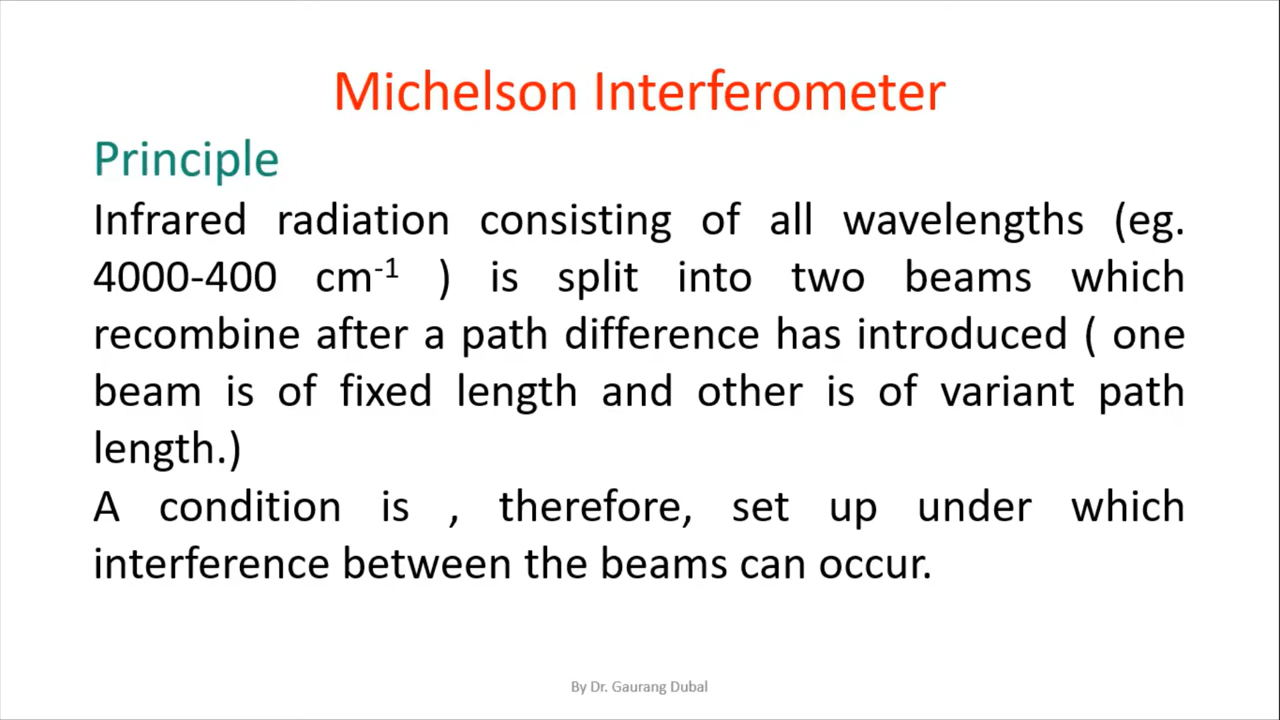 Michelson Interferometer
Principle
Infrared radiation consisting of all wavelengths (eg.
4000-400 cm⁻¹ ) is split into two beams which
recombine after a path difference has introduced ( one
beam is of fixed length and other is of variant path
length.)
A condition is , therefore, set up under which
interference between the beams can occur.
By Dr. Gaurang Dubal